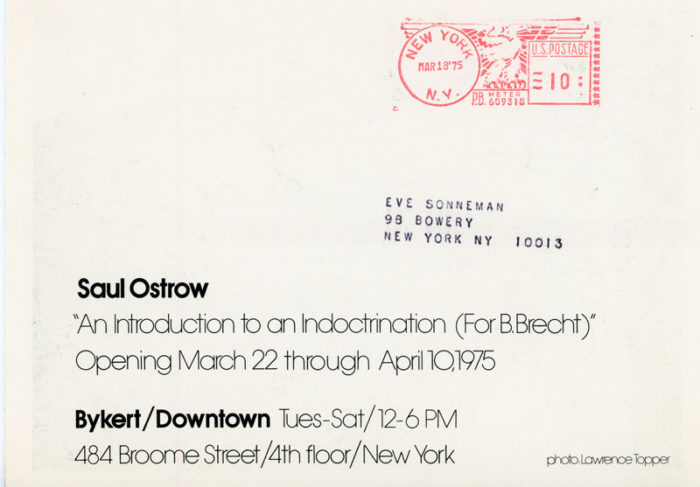 NEW YORK
MAR 18 '75
N.Y.
U.S. POSTAGE
10
P.B. METER
609318
EVE SONNEMAN
98 BOWERY
NEW YORK NY 10013
Saul Ostrow
"An Introduction to an Indoctrination (For B.Brecht)"
Opening March 22 through April 10,1975
Bykert/Downtown Tues-Sat/12-6 PM
484 Broome Street/4th floor/New York
photo.Lawrence Topper